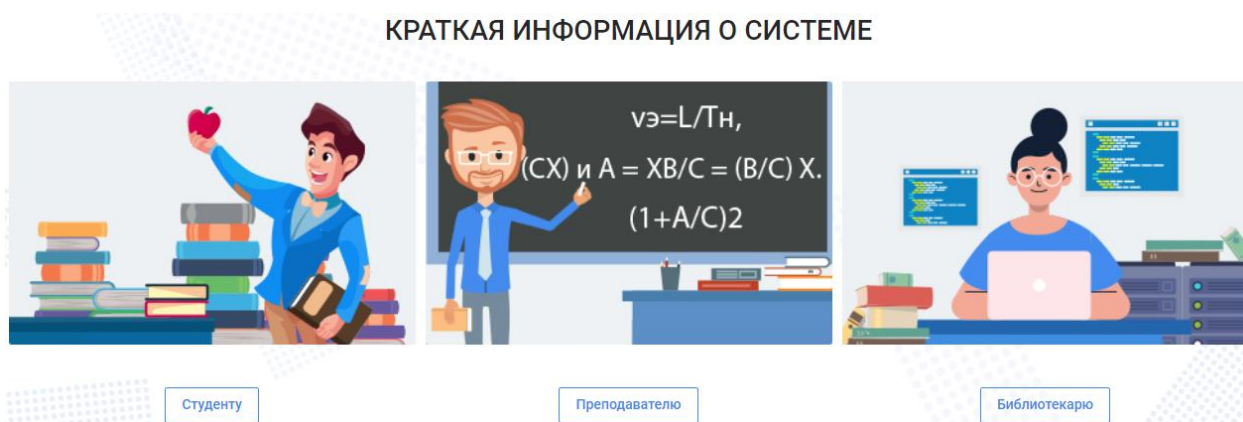 КРАТКАЯ ИНФОРМАЦИЯ О СИСТЕМЕ
vэ=L/Tн,
(CX) и A = XB/C = (B/C) X.
(1+A/C)2
Студенту
Преподавателю
Библиотекарю